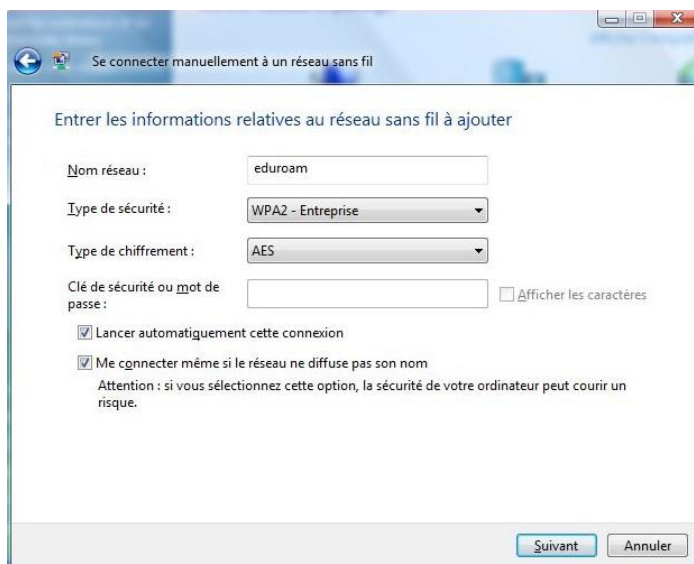 Se connecter manuellement à un réseau sans fil
Entrer les informations relatives au réseau sans fil à ajouter
Nom réseau :
eduroam
Type de sécurité :
WPA2 - Entreprise
Type de chiffrement :
AES
Clé de sécurité ou mot de
passe :
Afficher les caractères
Lancer automatiquement cette connexion
Me connecter même si le réseau ne diffuse pas son nom
Attention : si vous sélectionnez cette option, la sécurité de votre ordinateur peut courir un
risque.
Suivant
Annuler